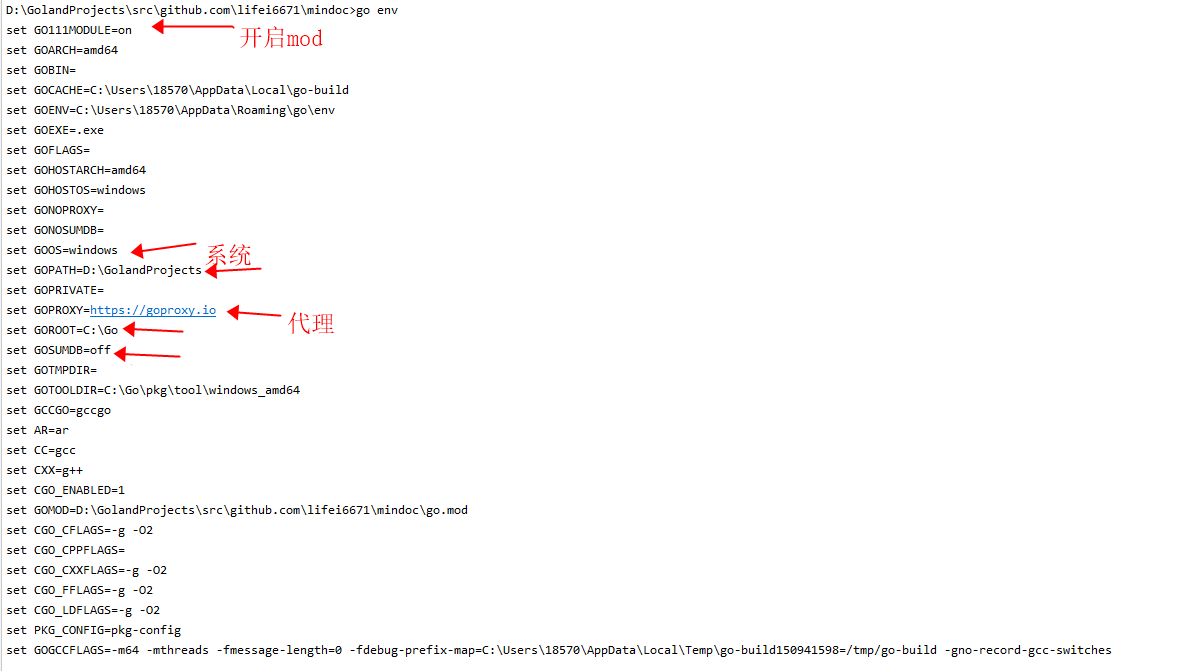 D:\GolandProjects\src\github.com\lifei6671\mindoc>go env
set GO111MODULE=on
开启mod
set GOARCH=amd64
set GOBIN=
set GOCACHE=C:\Users\18570\AppData\Local\go-build
set GOENV=C:\Users\18570\AppData\Roaming\go\env
set GOEXE=.exe
set GOFLAGS=
set GOHOSTARCH=amd64
set GOHOSTOS=windows
set GONOPROXY=
set GONOSUMDB=
set GOOS=windows
系统
set GOPATH=D:\GolandProjects
set GOPRIVATE=
set GOPROXY=https://goproxy.io
代理
set GOROOT=C:\Go
set GOSUMDB=off
set GOTMPDIR=
set GOTOOLDIR=C:\Go\pkg\tool\windows_amd64
set GCCGO=gccgo
set AR=ar
set CC=gcc
set CXX=g++
set CGO_ENABLED=1
set GOMOD=D:\GolandProjects\src\github.com\lifei6671\mindoc\go.mod
set CGO_CFLAGS=-g -O2
set CGO_CPPFLAGS=
set CGO_CXXFLAGS=-g -O2
set CGO_FFLAGS=-g -O2
set CGO_LDFLAGS=-g -O2
set PKG_CONFIG=pkg-config
set GOGCCFLAGS=-m64 -mthreads -fmessage-length=0 -fdebug-prefix-map=C:\Users\18570\AppData\Local\Temp\go-build150941598=/tmp/go-build -gno-record-gcc-switches